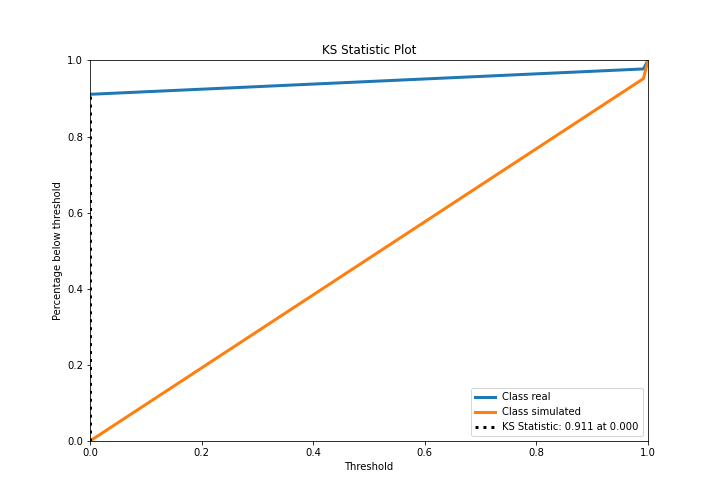 KS Statistic Plot
1.0
0.8
0.6
0.4
0.2
0.0
Percentage below threshold
0.0 0.2 0.4 0.6 0.8 1.0
Threshold
Class real
Class simulated
KS Statistic: 0.911 at 0.000